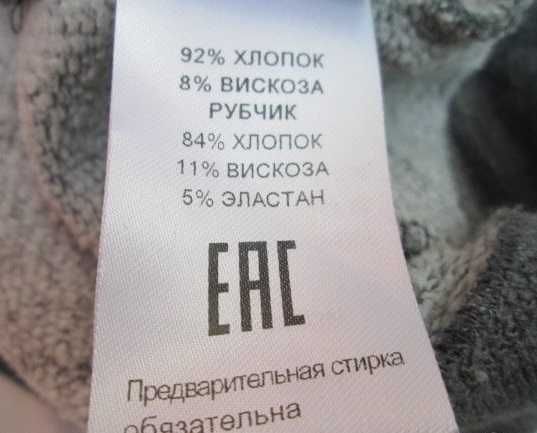 92% ХЛОПОК
8% ВИСКОЗА
РУБЧИК
84% ХЛОПОК
11% ВИСКОЗА
5% ЭЛАСТАН
EAC
Предварительная стирка
обязательна